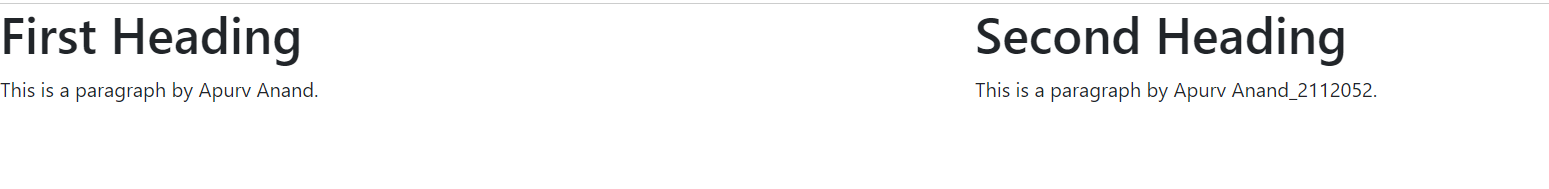 First Heading
This is a paragraph by Apurv Anand.
Second Heading
This is a paragraph by Apurv Anand_2112052.